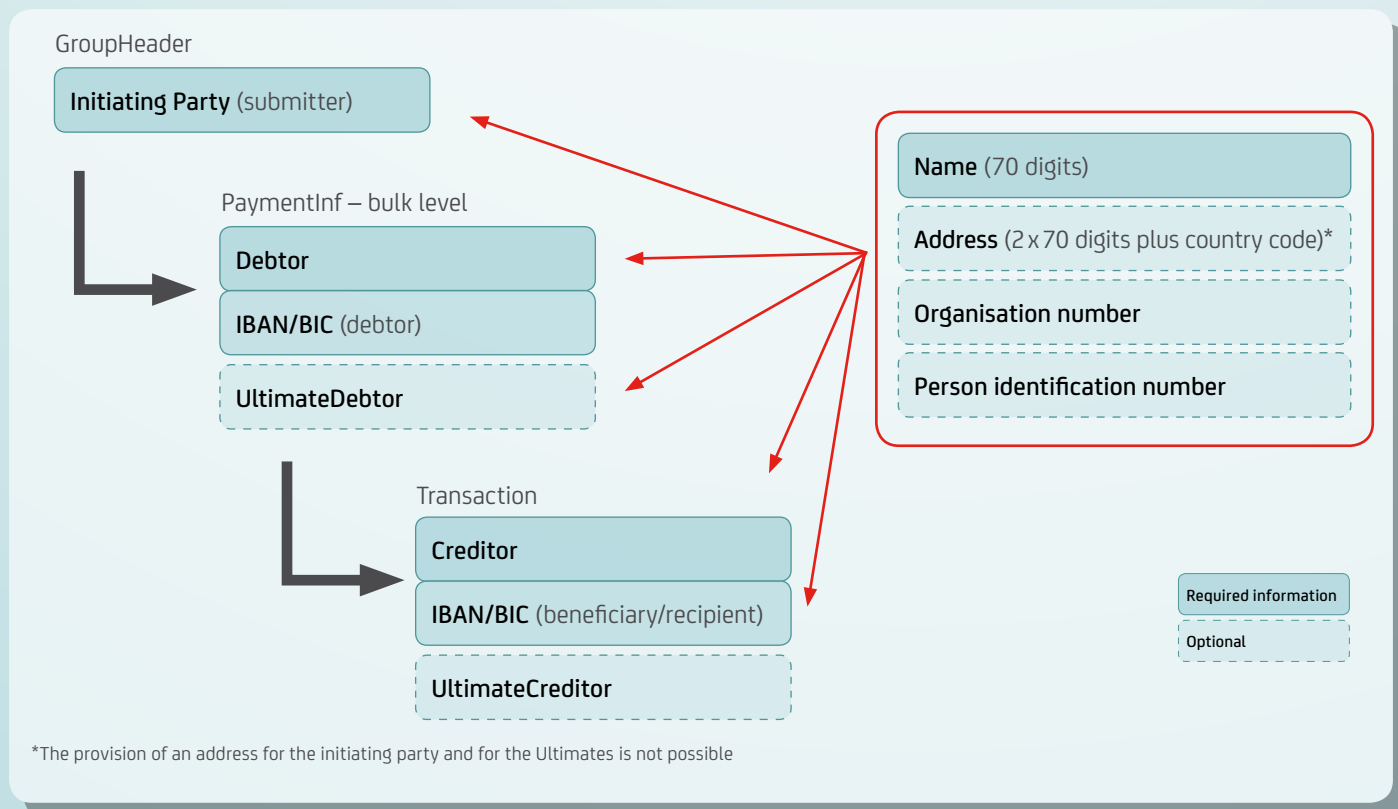 GroupHeader
Initiating Party (submitter)
PaymentInf – bulk level
Debtor
IBAN/BIC (debtor)
UltimateDebtor
Transaction
Creditor
IBAN/BIC (beneficiary/recipient)
UltimateCreditor
Name (70 digits)
Address (2 x 70 digits plus country code)*
Organisation number
Person identification number
Required information
Optional
*The provision of an address for the initiating party and for the Ultimates is not possible